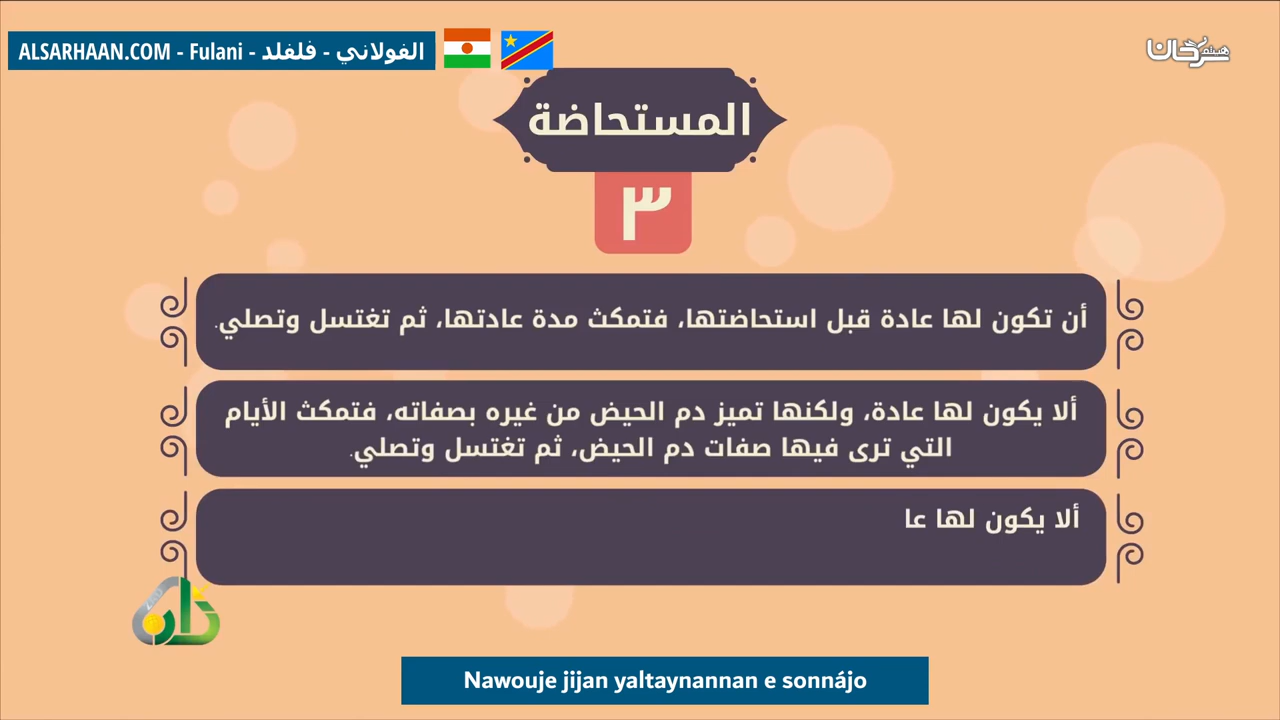 ALSARHAAN.COM - Fulani - الفولاني - فلفلد
هيثم سرحان
المستحاضة
٣
أن تكون لها عادة قبل استحاضتها، فتمكث مدة عادتها، ثم تغتسل وتصلي.
ألا يكون لها عادة، ولكنها تميز دم الحيض من غيره بصفاته، فتمكث الأيام
التي ترى فيها صفات دم الحيض، ثم تغتسل وتصلي.
ألا يكون لها عا
Nawouje jijan yaltaynannan e sonnájo